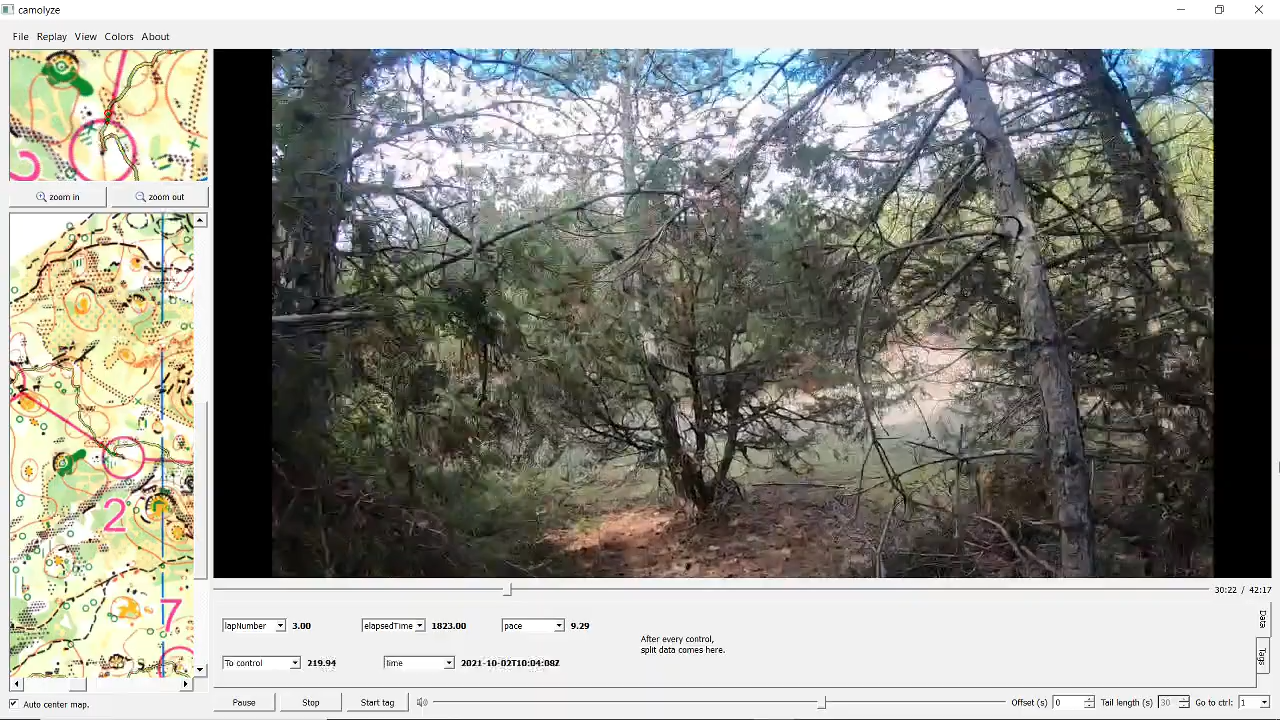 camolyze
File Replay View Colors About
3
zoom in zoom out
2
7
Auto center map.
30:22 / 42:17
lapNumber 3.00 elapsedTime 1823.00 pace 9.29
After every control,
split data comes here.
To control 219.94 time 2021-10-02T10:04:08Z
Data
Tags
Pause Stop Start tag Offset (s) 0 Tail length (s) 30 Go to ctrl: 1